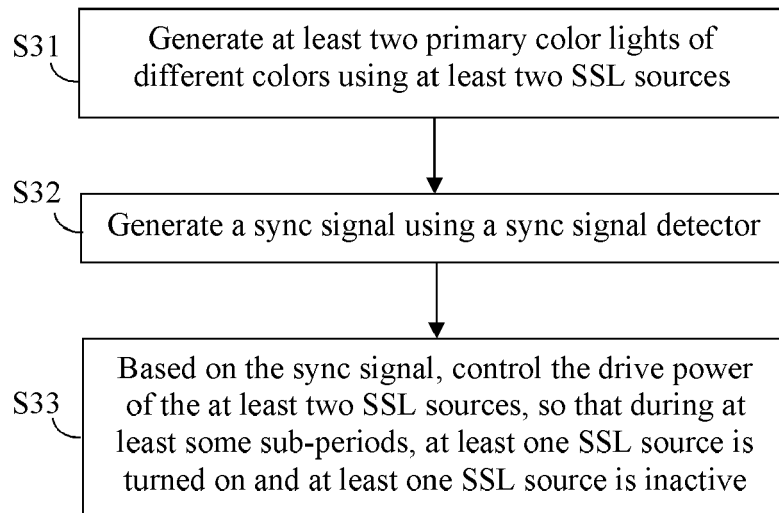 S31
Generate at least two primary color lights of
different colors using at least two SSL sources
S32
Generate a sync signal using a sync signal detector
S33
Based on the sync signal, control the drive power
of the at least two SSL sources, so that during at
least some sub-periods, at least one SSL source is
turned on and at least one SSL source is inactive